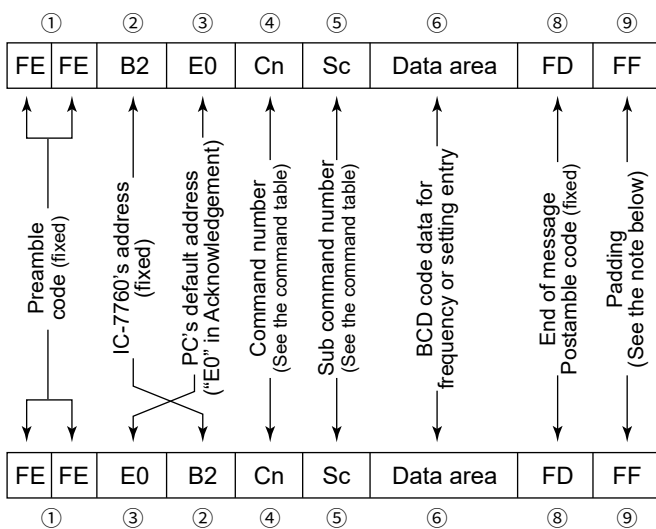 ① ② ③ ④ ⑤ ⑥ ⑧ ⑨
FE FE B2 E0 Cn Sc Data area FD FF
Preamble
code (fixed)
IC-7760's address
(fixed)
PC's default address
("E0" in Acknowledgement)
Command number
(See the command table)
Sub command number
(See the command table)
BCD code data for
frequency or setting entry
End of message
Postamble code (fixed)
Padding
(See the note below)
FE FE E0 B2 Cn Sc Data area FD FF
① ③ ② ④ ⑤ ⑥ ⑧ ⑨